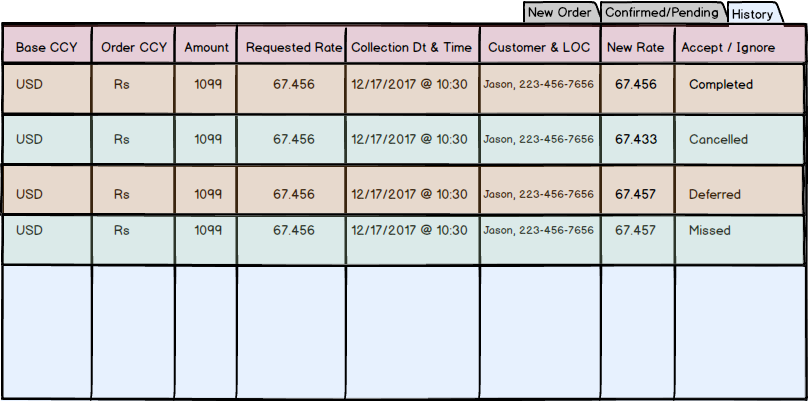 New Order Confirmed/Pending History
Base CCY Order CCY Amount Requested Rate Collection Dt & Time Customer & LOC New Rate Accept / Ignore
USD Rs 1099 67.456 12/17/2017 @ 10:30 Jason, 223-456-7656 67.456 Completed
USD Rs 1099 67.456 12/17/2017 @ 10:30 Jason, 223-456-7656 67.433 Cancelled
USD Rs 1099 67.456 12/17/2017 @ 10:30 Jason, 223-456-7656 67.457 Deferred
USD Rs 1099 67.456 12/17/2017 @ 10:30 Jason, 223-456-7656 67.457 Missed